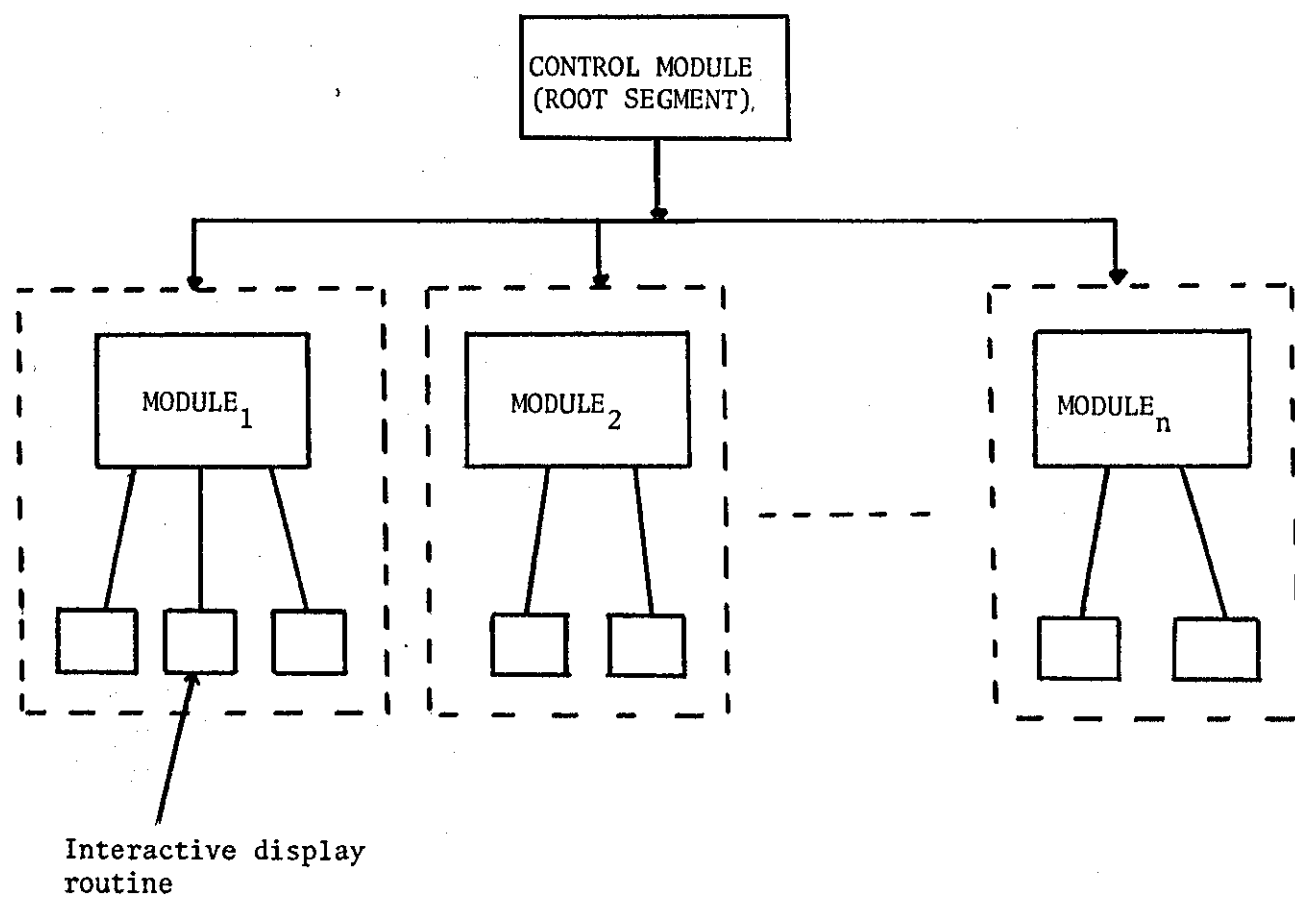 CONTROL MODULE
(ROOT SEGMENT).
MODULE₁
MODULE₂
MODULEₙ
Interactive display
routine